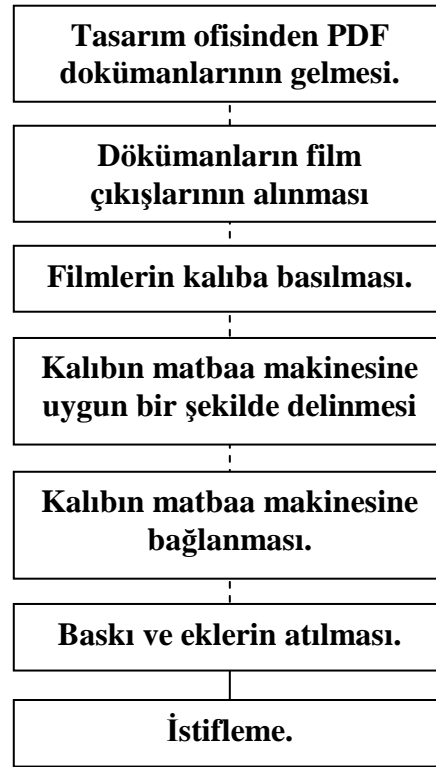 Tasarım ofisinden PDF
dokümanlarının gelmesi.
Dökümanların film
çıkışlarının alınması
Filmlerin kalıba basılması.
Kalıbın matbaa makinesine
uygun bir şekilde delinmesi
Kalıbın matbaa makinesine
bağlanması.
Baskı ve eklerin atılması.
İstifleme.